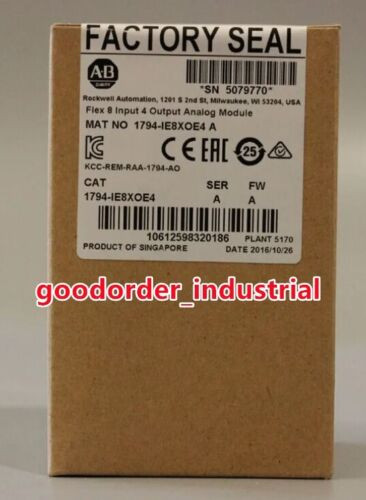 FACTORY SEAL
AB
*SN 5079770*
Rockwell Automation, 1201 S 2nd St, Milwaukee, WI 53204, USA
Flex 8 Input 4 Output Analog Module
MAT NO 1794-IE8XOE4 A
CE EAC 25
KCC-REM-RAA-1794-AO
CAT SER FW
1794-IE8XOE4 A A
10612598320186 PLANT 5170
PRODUCT OF SINGAPORE DATE 2016/10/26
goodorder_industrial